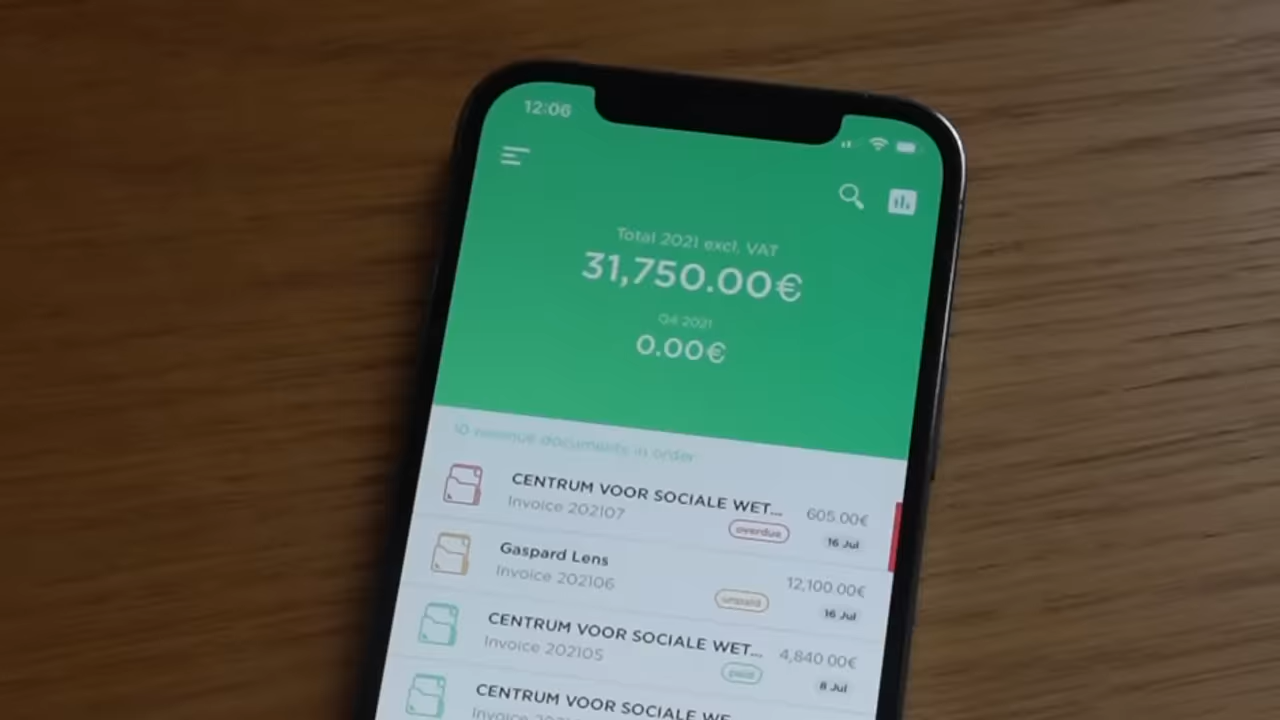 12:06
Total 2021 excl. VAT
31,750.00€
Q4 2021
0.00€
10 revenue documents in order
CENTRUM VOOR SOCIALE WET... 605.00€
Invoice 202107 overdue 16 Jul
Gaspard Lens 12,100.00€
Invoice 202106 unpaid 16 Jul
CENTRUM VOOR SOCIALE WET... 4,840.00€
Invoice 202105 paid 8 Jul
CENTRUM VOOR SOCIALE WE
Invoice